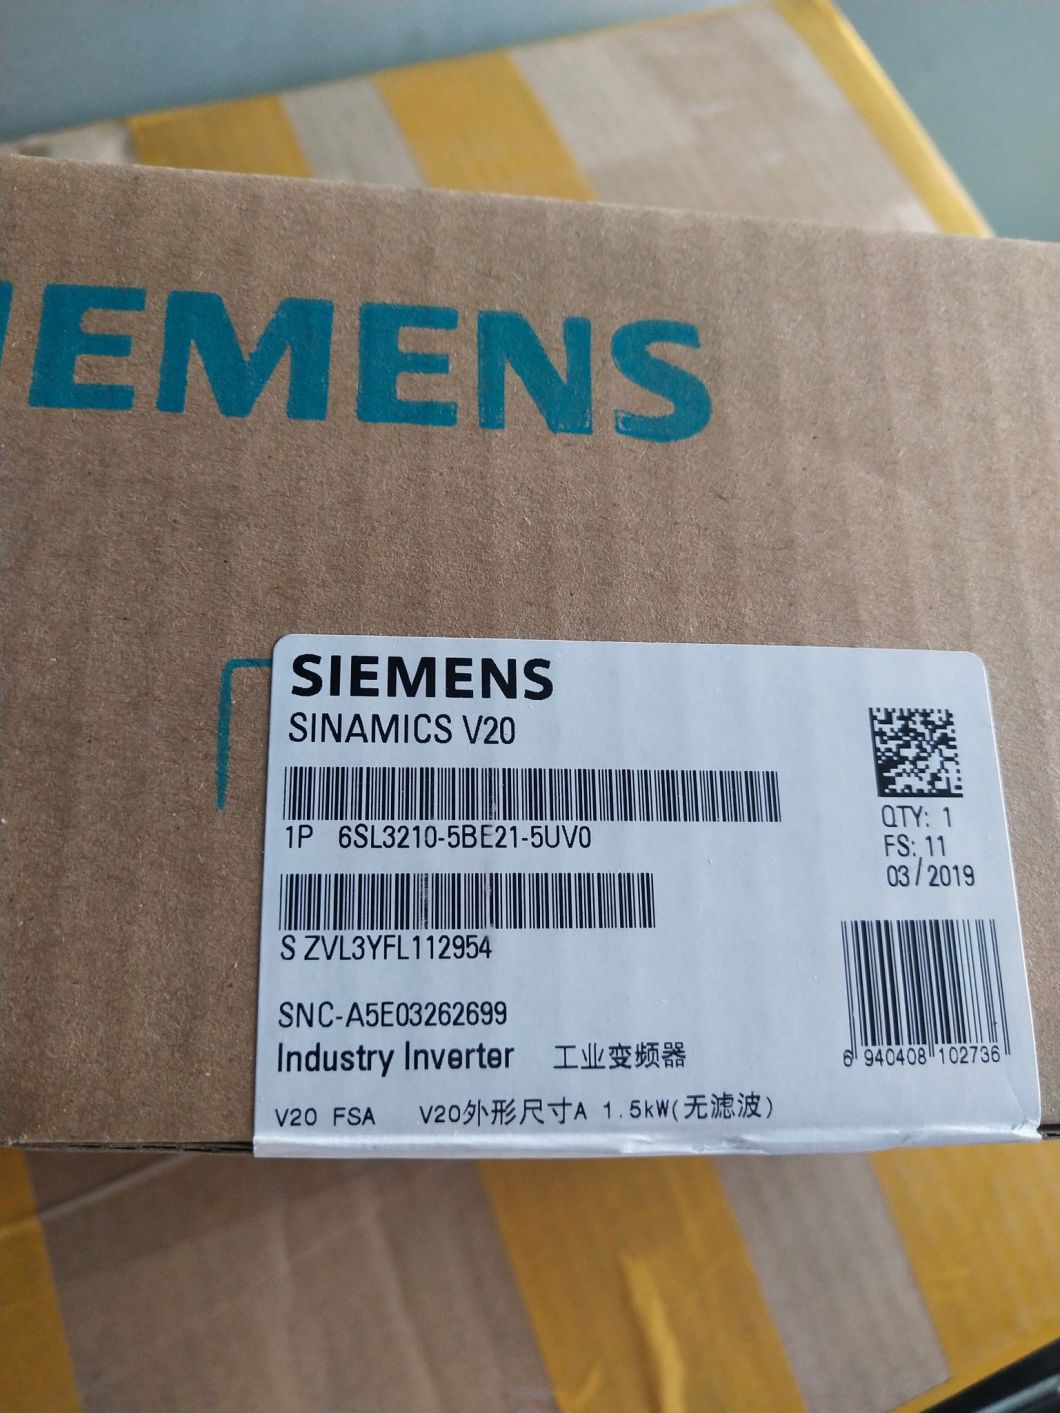 IEMENS
SIEMENS
SINAMICS V20
1P 6SL3210-5BE21-5UV0
QTY: 1
FS: 11
03/2019
S ZVL3YFL112954
SNC-A5E03262699
Industry Inverter 工业变频器
6 940408 102736
V20 FSA V20外形尺寸A 1.5kW(无滤波)